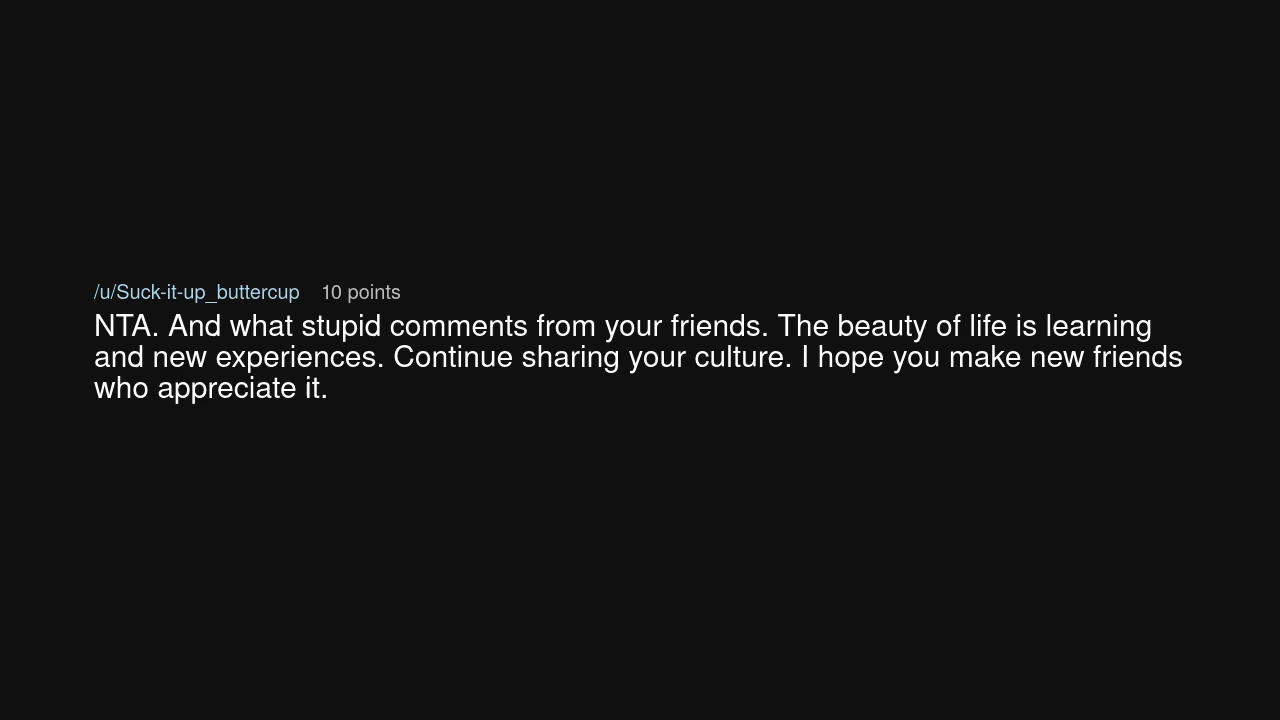 /u/Suck-it-up_buttercup 10 points
NTA. And what stupid comments from your friends. The beauty of life is learning
and new experiences. Continue sharing your culture. I hope you make new friends
who appreciate it.